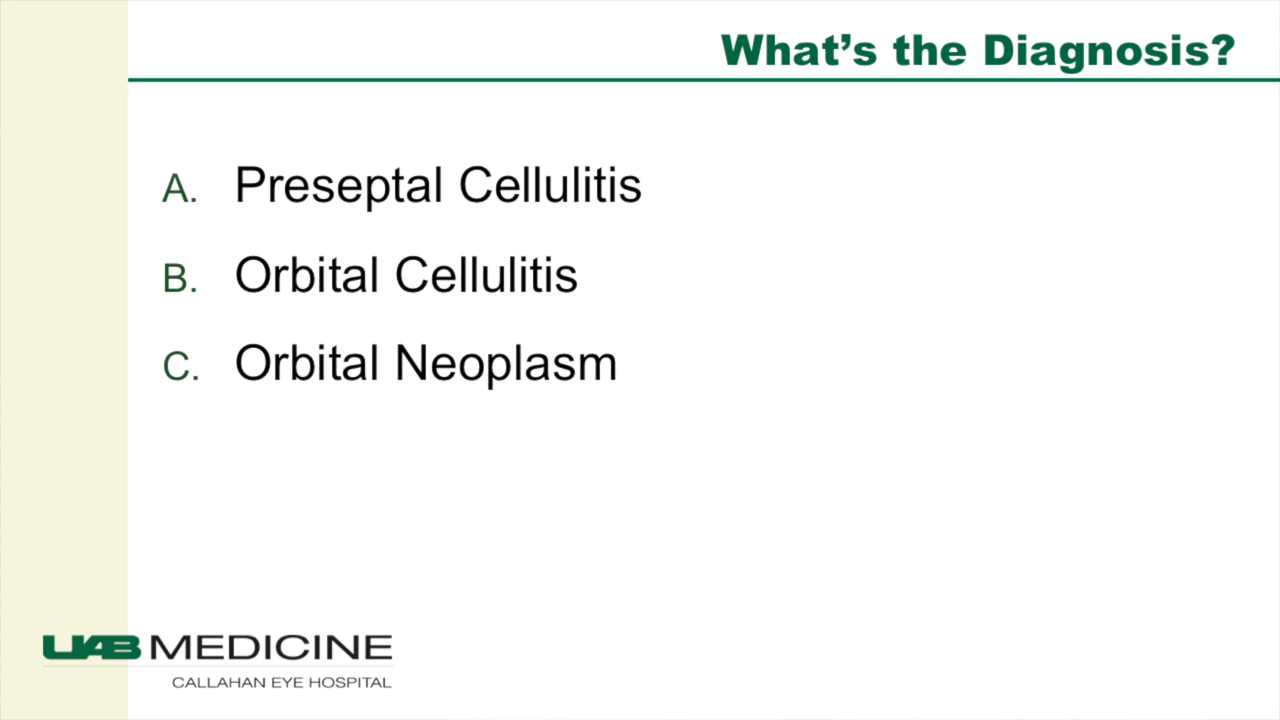 What’s the Diagnosis?
A. Preseptal Cellulitis
B. Orbital Cellulitis
C. Orbital Neoplasm
UAB MEDICINE
CALLAHAN EYE HOSPITAL